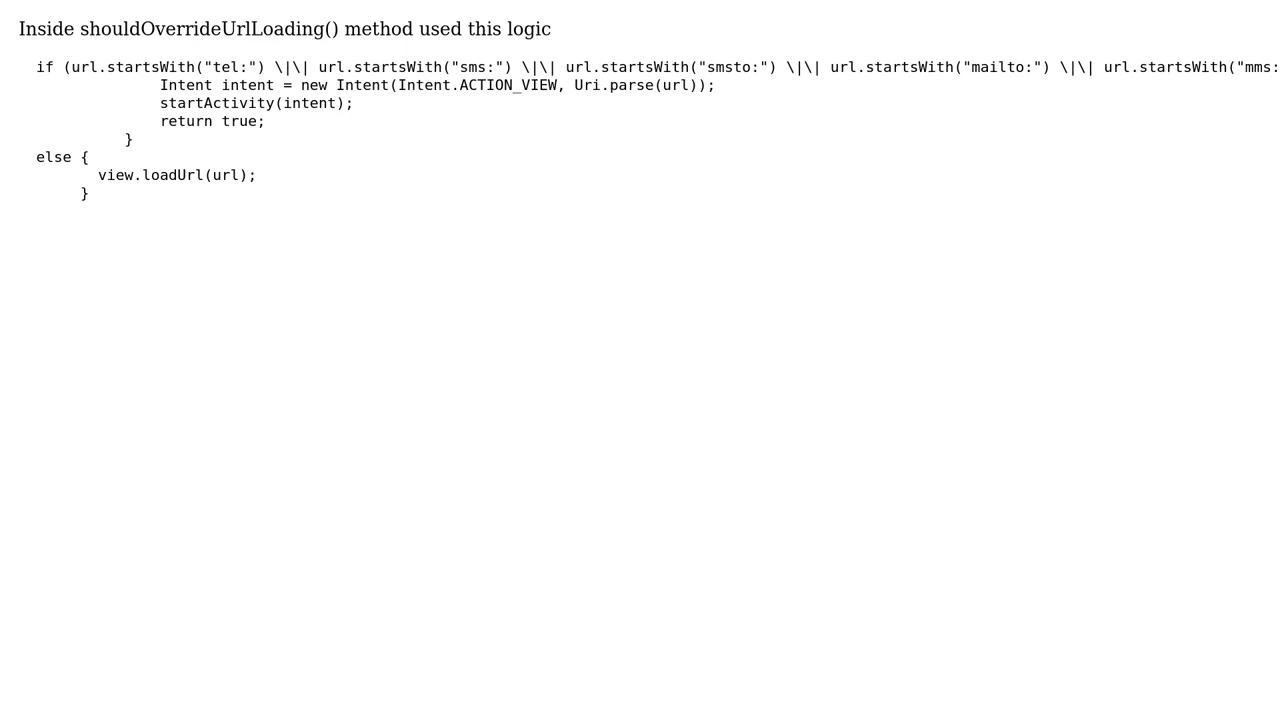 Inside shouldOverrideUrlLoading() method used this logic
if (url.startsWith("tel:") \|\| url.startsWith("sms:") \|\| url.startsWith("smsto:") \|\| url.startsWith("mailto:") \|\| url.startsWith("mms:
Intent intent = new Intent(Intent.ACTION_VIEW, Uri.parse(url));
startActivity(intent);
return true;
}
else {
view.loadUrl(url);
}